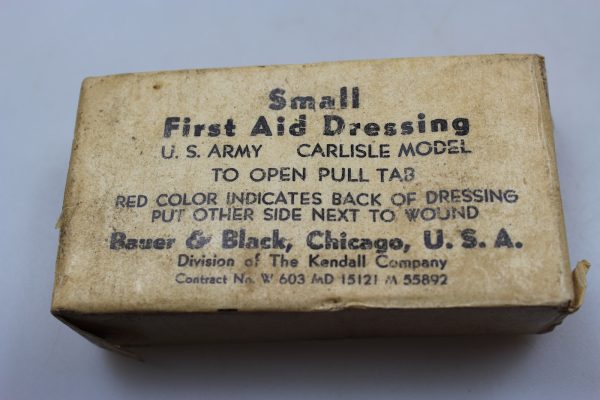 Small
First Aid Dressing
U. S. ARMY CARLISLE MODEL
TO OPEN PULL TAB
RED COLOR INDICATES BACK OF DRESSING
PUT OTHER SIDE NEXT TO WOUND
Bauer & Black, Chicago, U. S. A.
Division of The Kendall Company
Contract No. W 603 MD 15121 M 55892